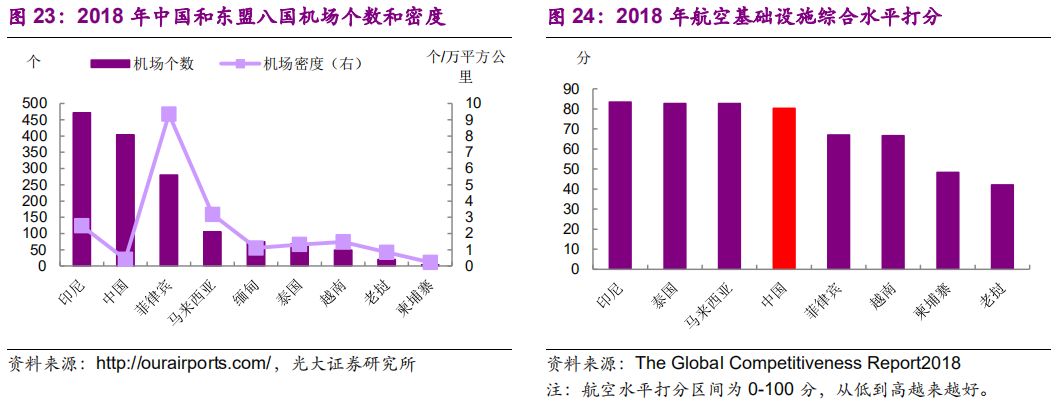 图 23：2018 年中国和东盟八国机场个数和密度
个
机场个数
机场密度（右）
个/万平方公里
500
450
400
350
300
250
200
150
100
50
0
10
9
8
7
6
5
4
3
2
1
0
印尼
中国
菲律宾
马来西亚
缅甸
泰国
越南
老挝
柬埔寨
资料来源：http://ourairports.com/，光大证券研究所
图 24：2018 年航空基础设施综合水平打分
分
90
80
70
60
50
40
30
20
10
0
印尼
泰国
马来西亚
中国
菲律宾
越南
柬埔寨
老挝
资料来源：The Global Competitiveness Report2018
注：航空水平打分区间为 0-100 分，从低到高越来越好。